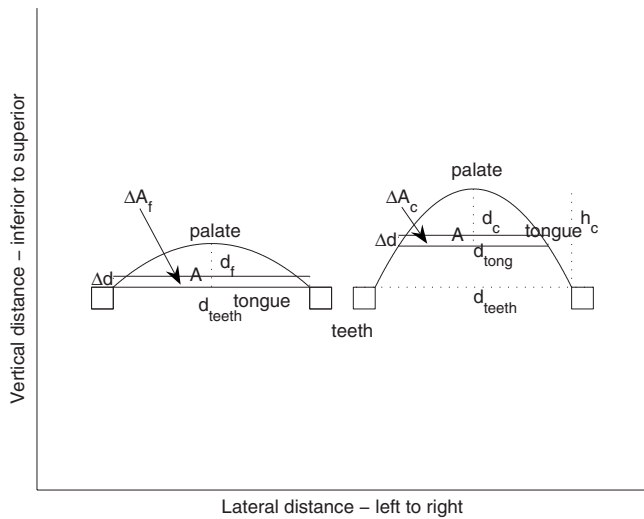 Vertical distance – inferior to superior
ΔA_f
palate
d_f
Δd
A
d_teeth
tongue
teeth
palate
ΔA_c
d_c
tongue
h_c
Δd
A
d_tong
d_teeth
Lateral distance – left to right